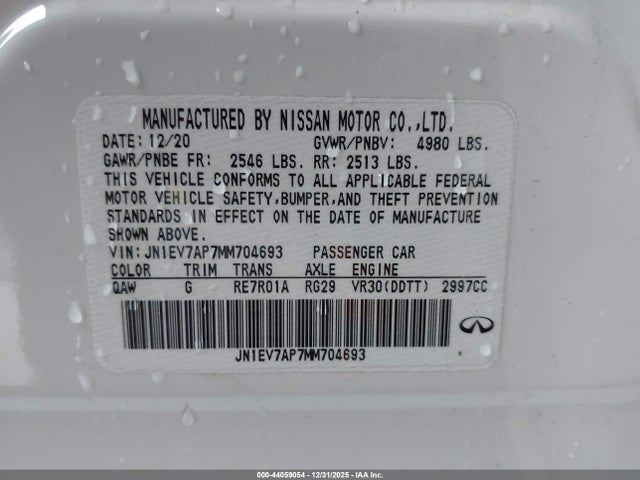 MANUFACTURED BY NISSAN MOTOR CO.,LTD.
DATE: 12/20 GVWR/PNBV: 4980 LBS.
GAWR/PNBE FR: 2546 LBS. RR: 2513 LBS.
THIS VEHICLE CONFORMS TO ALL APPLICABLE FEDERAL
MOTOR VEHICLE SAFETY,BUMPER,AND THEFT PREVENTION
STANDARDS IN EFFECT ON THE DATE OF MANUFACTURE
SHOWN ABOVE.
VIN: JN1EV7AP7MM704693 PASSENGER CAR
COLOR TRIM TRANS AXLE ENGINE
QAW G RE7R01A RG29 VR30(DDTT) 2997CC
JN1EV7AP7MM704693
000-44059054 - 12/31/2025 - IAA Inc.